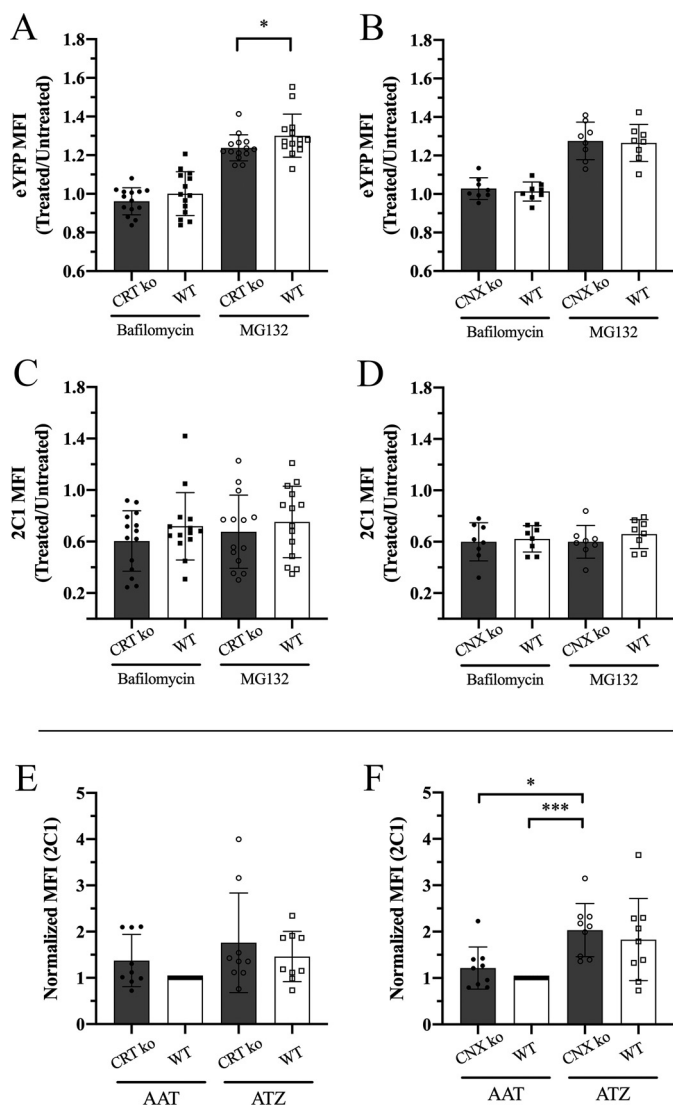 A
*
eYFP MFI
(Treated/Untreated)
1.8
1.6
1.4
1.2
1.0
0.8
0.6
CRT ko
WT
CRT ko
WT
Bafilomycin
MG132
B
eYFP MFI
(Treated/Untreated)
1.8
1.6
1.4
1.2
1.0
0.8
0.6
CNX ko
WT
CNX ko
WT
Bafilomycin
MG132
C
2C1 MFI
(Treated/Untreated)
1.8
1.4
1.0
0.6
0.2
CRT ko
WT
CRT ko
WT
Bafilomycin
MG132
D
2C1 MFI
(Treated/Untreated)
1.8
1.4
1.0
0.6
0.2
CNX ko
WT
CNX ko
WT
Bafilomycin
MG132
E
Normalized MFI (2C1)
5
4
3
2
1
0
CRT ko
WT
CRT ko
WT
AAT
ATZ
F
*
***
Normalized MFI (2C1)
5
4
3
2
1
0
CNX ko
WT
CNX ko
WT
AAT
ATZ